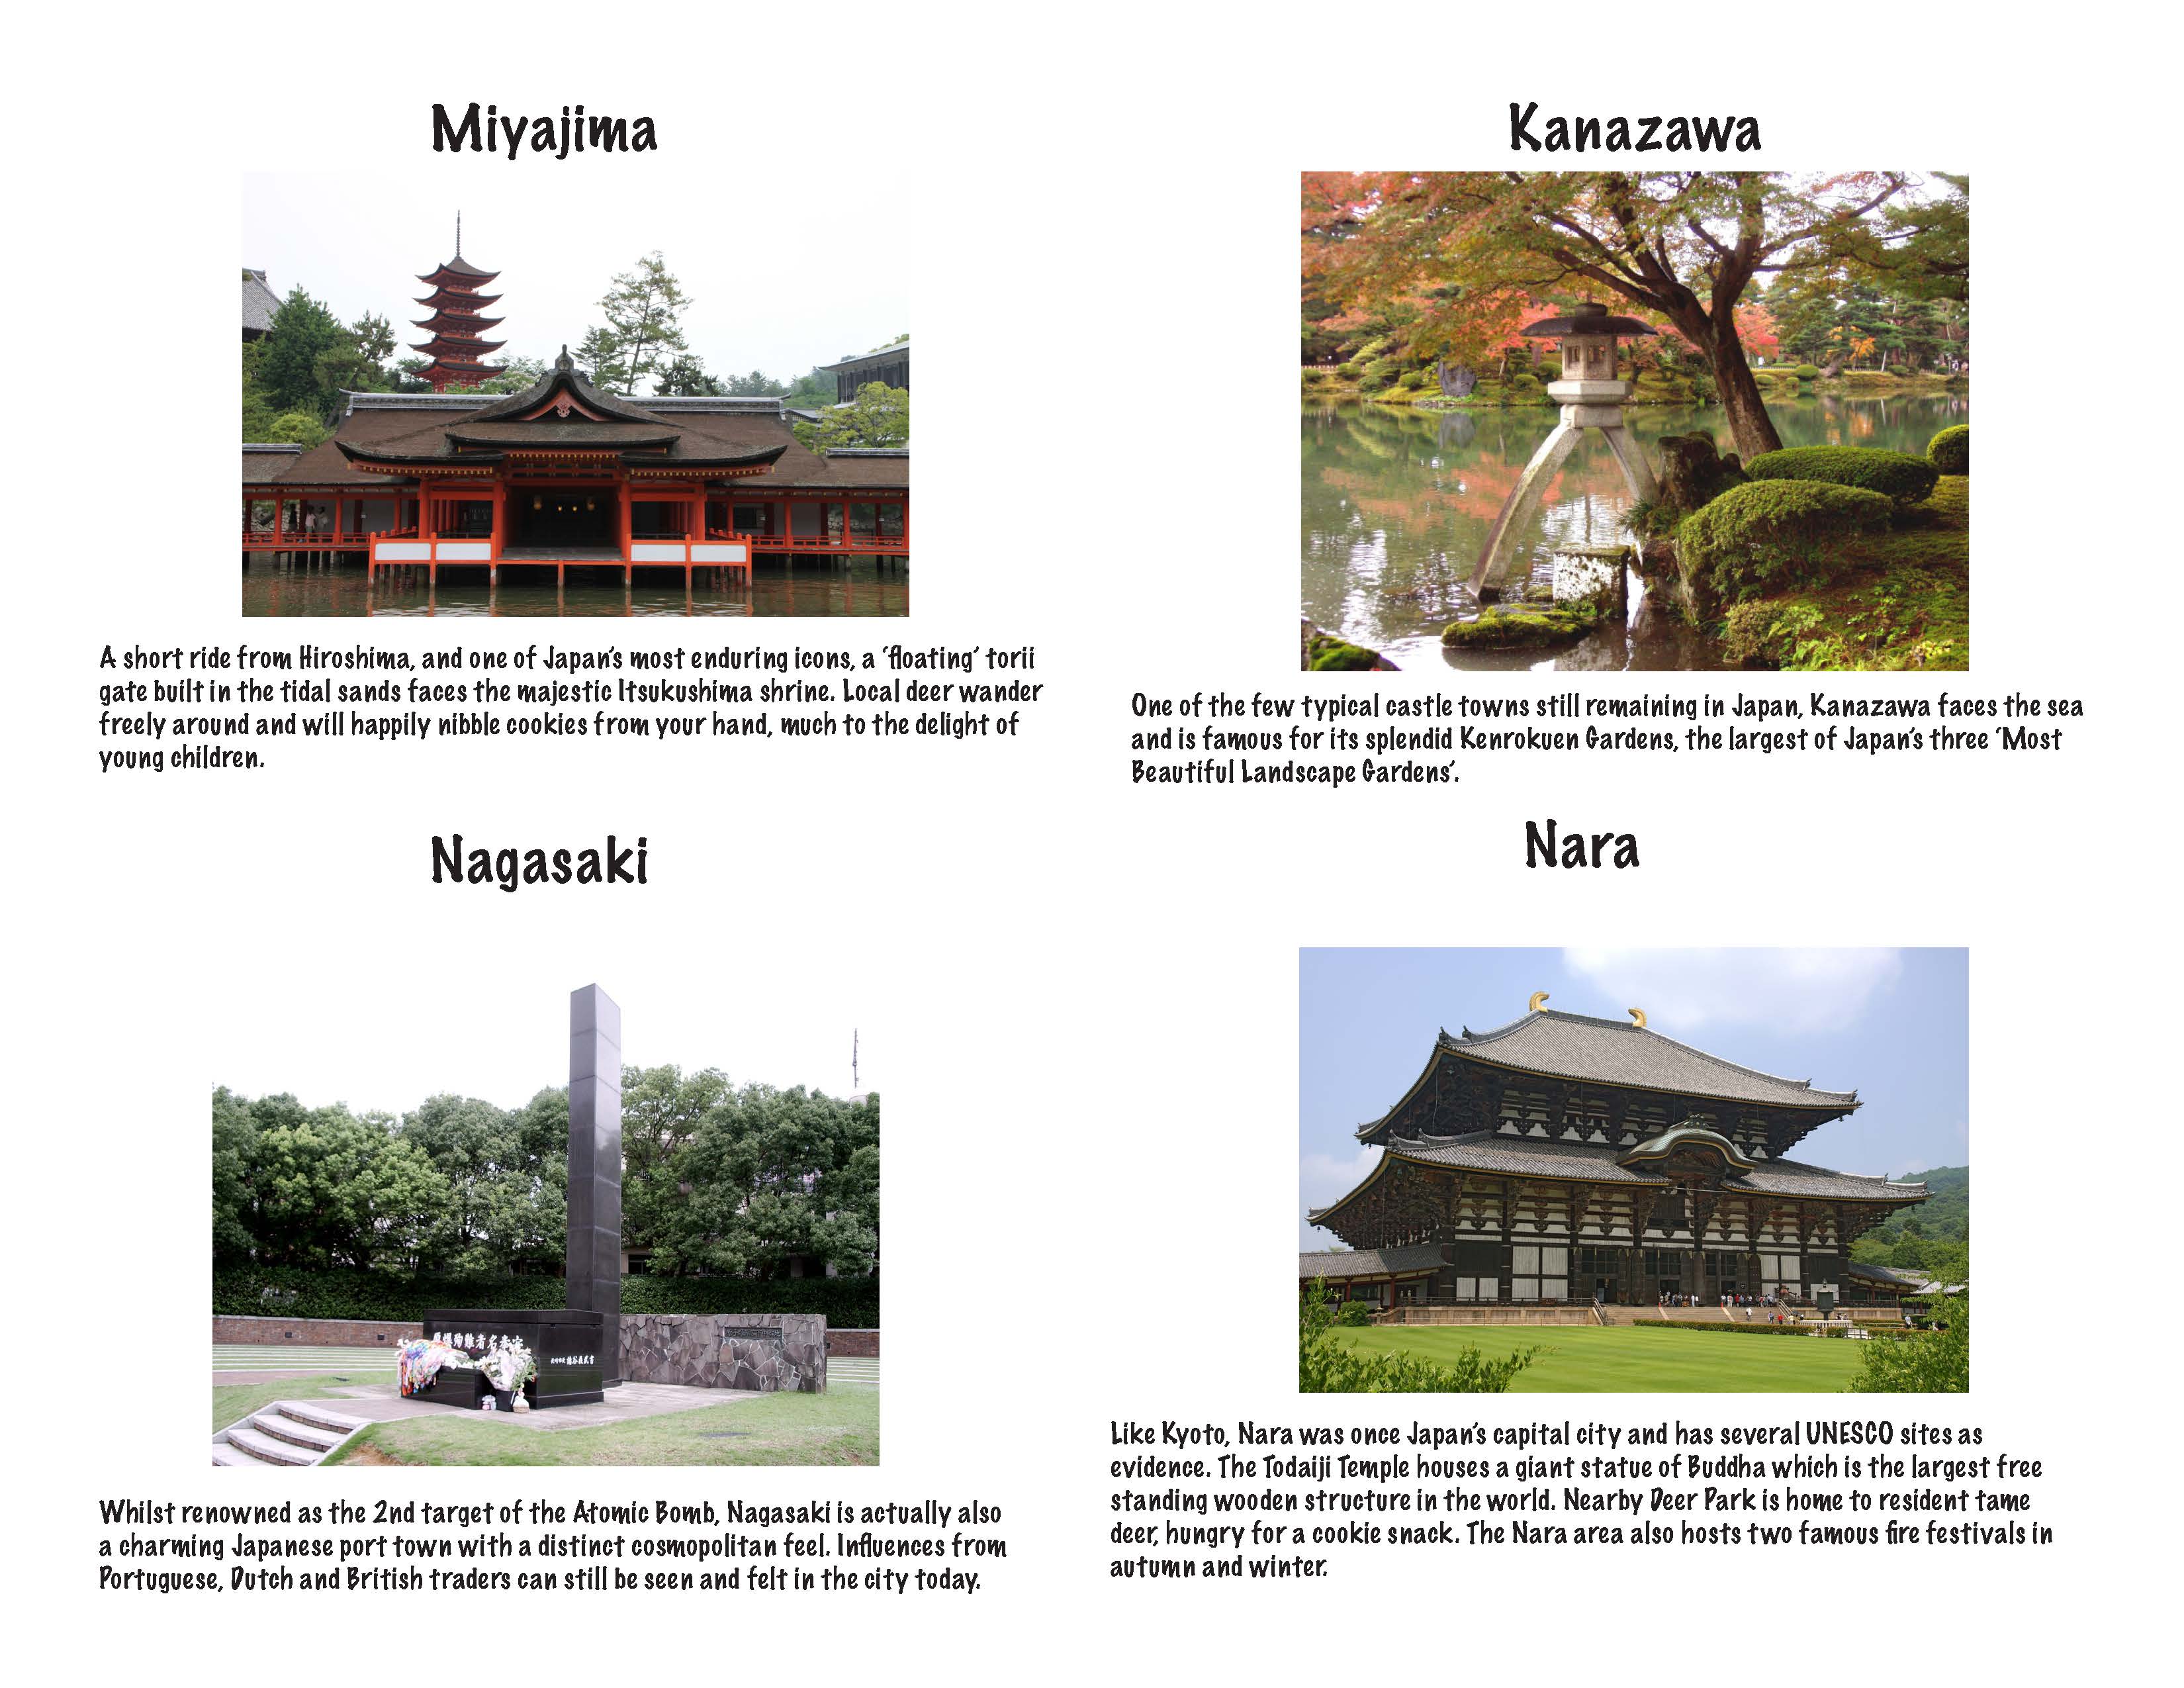 Miyajima
A short ride from Hiroshima, and one of Japan's most enduring icons, a ‘floating’ torii
gate built in the tidal sands faces the majestic Itsukushima shrine. Local deer wander
freely around and will happily nibble cookies from your hand, much to the delight of
young children.
Kanazawa
One of the few typical castle towns still remaining in Japan, Kanazawa faces the sea
and is famous for its splendid Kenrokuen Gardens, the largest of Japan's three ‘Most
Beautiful Landscape Gardens’.
Nagasaki
原爆殉難者名奉安
Whilst renowned as the 2nd target of the Atomic Bomb, Nagasaki is actually also
a charming Japanese port town with a distinct cosmopolitan feel. Influences from
Portuguese, Dutch and British traders can still be seen and felt in the city today.
Nara
Like Kyoto, Nara was once Japan's capital city and has several UNESCO sites as
evidence. The Todaiji Temple houses a giant statue of Buddha which is the largest free
standing wooden structure in the world. Nearby Deer Park is home to resident tame
deer, hungry for a cookie snack. The Nara area also hosts two famous fire festivals in
autumn and winter.